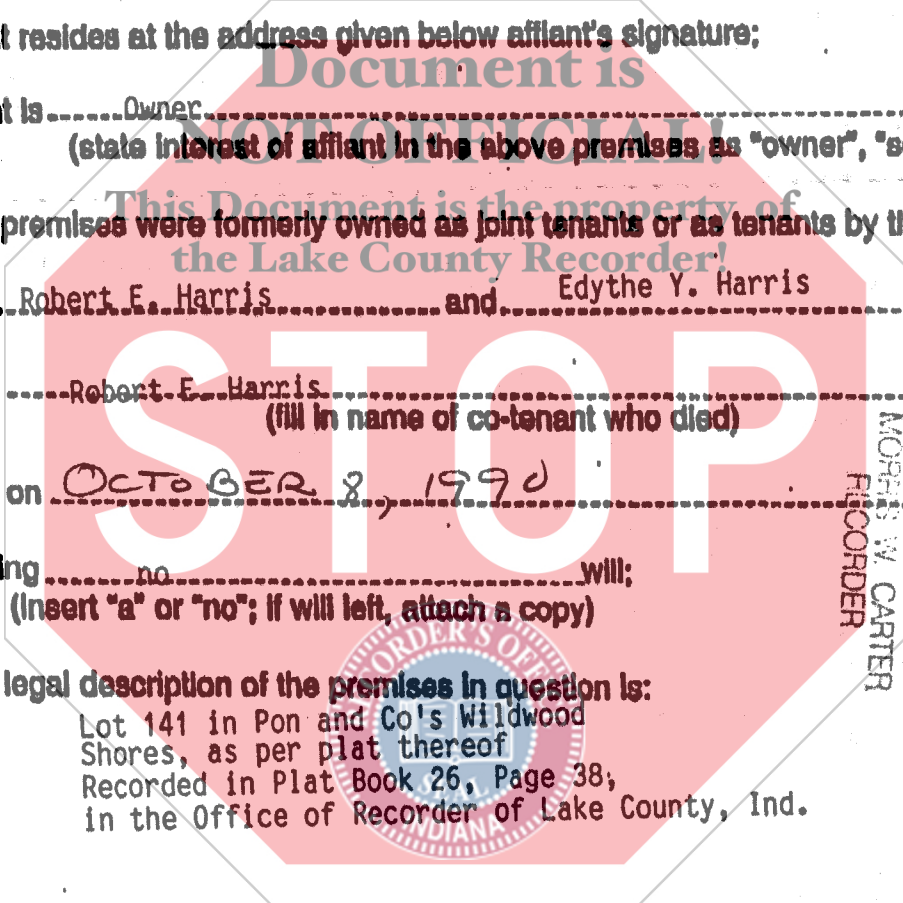 t resides at the address given below affiant's signature;
Document is
t is Owner
NOT OFFICIAL!
(state interest of affiant in the above premises as "owner", "s
This Document is the property of
premises were formerly owned as joint tenants or as tenants by t
the Lake County Recorder!
Robert E. Harris and Edythe Y. Harris
STOP
Robert E. Harris
(fill in name of co-tenant who died)
on OCTOBER 8, 1990
ing no will;
(Insert "a" or "no"; if will left, attach a copy)
MORRIS W. CARTER
RECORDER
RECORDER'S OFFICE
legal description of the premises in question is:
Lot 141 in Pon and Co's Wildwood
Shores, as per plat thereof
Recorded in Plat Book 26, Page 38,
in the Office of Recorder of Lake County, Ind.
SEAL
INDIANA